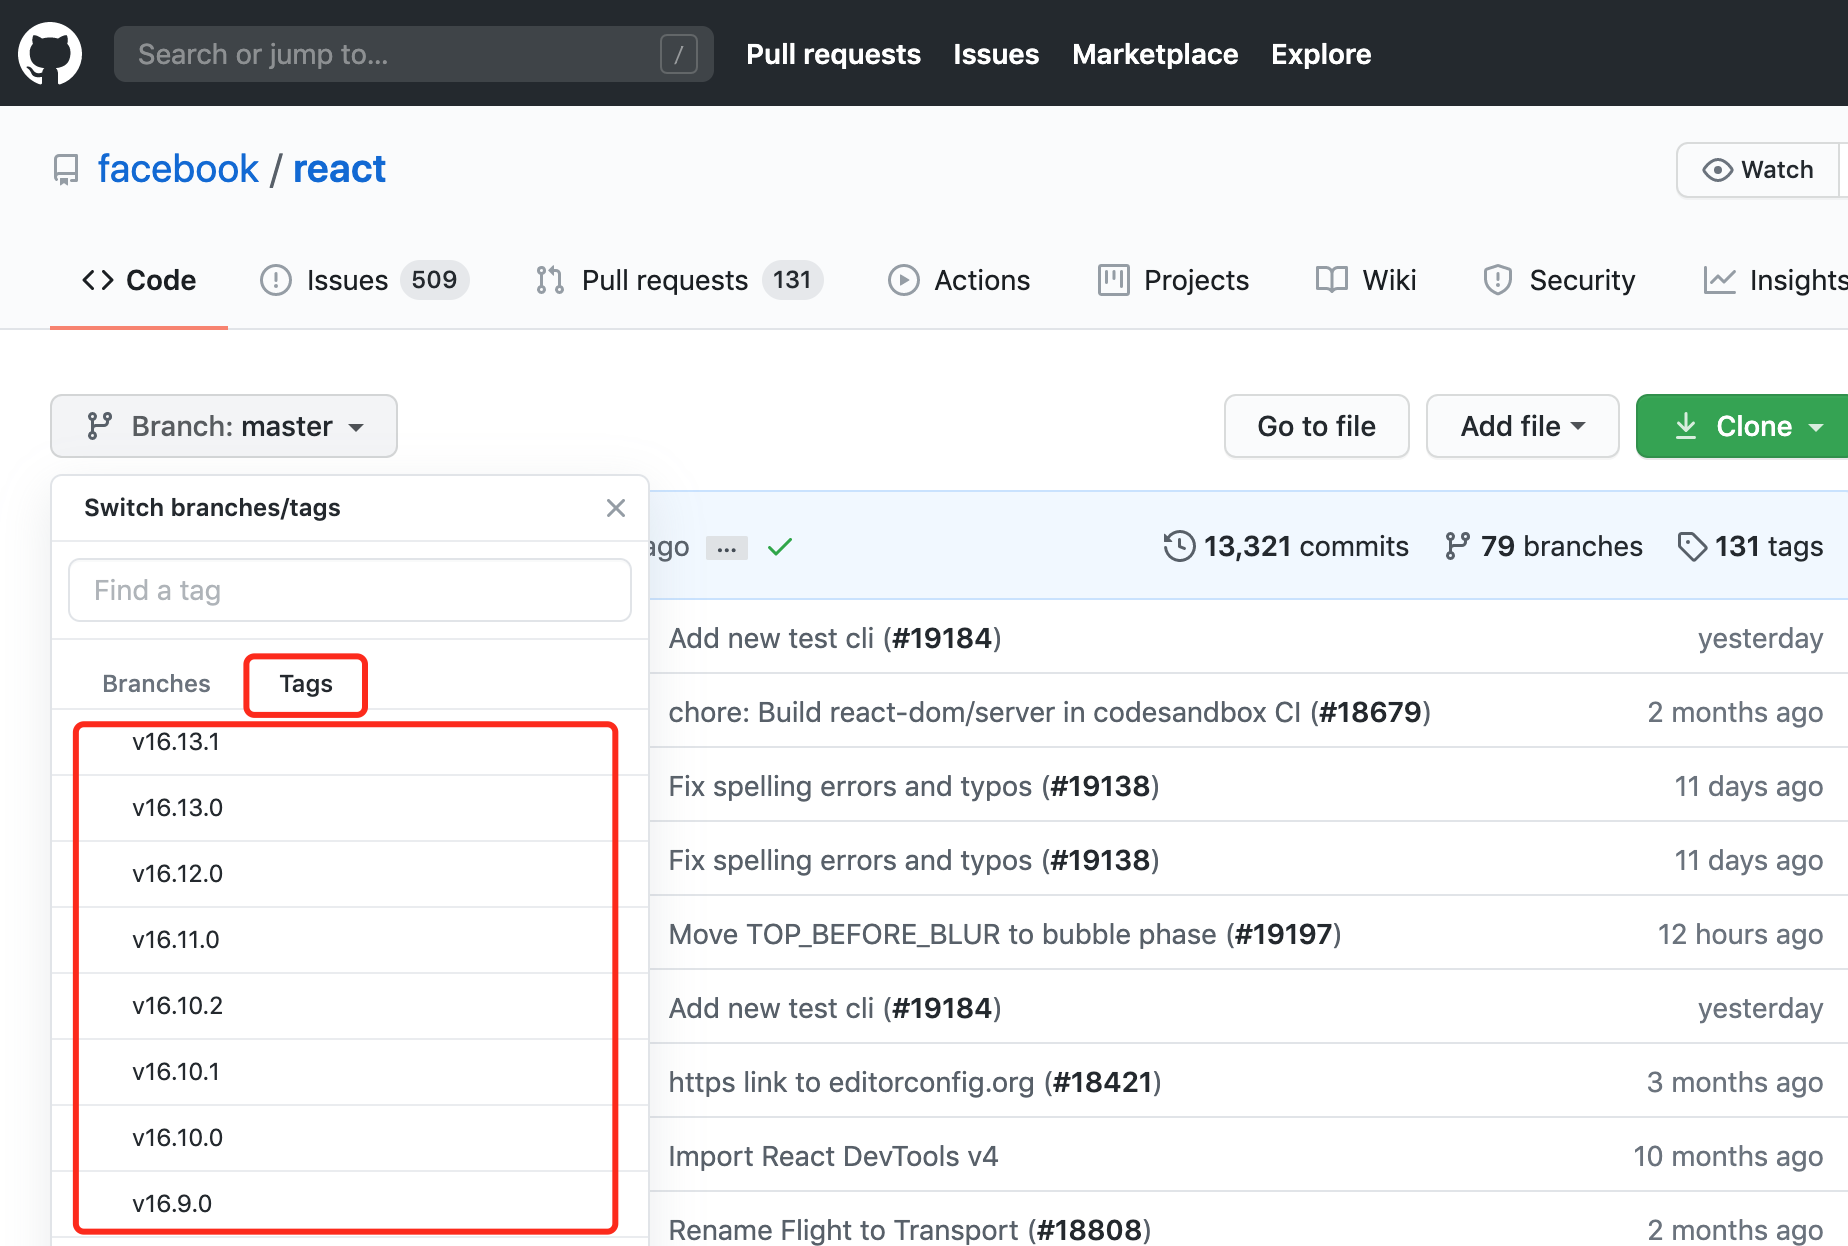 Search or jump to... /
Pull requests Issues Marketplace Explore
facebook / react
Watch
Code Issues 509 Pull requests 131 Actions Projects Wiki Security Insights
Branch: master
Go to file Add file Clone
Switch branches/tags
ago ... 13,321 commits 79 branches 131 tags
Find a tag
Branches Tags
v16.13.1
v16.13.0
v16.12.0
v16.11.0
v16.10.2
v16.10.1
v16.10.0
v16.9.0
Add new test cli (#19184) yesterday
chore: Build react-dom/server in codesandbox CI (#18679) 2 months ago
Fix spelling errors and typos (#19138) 11 days ago
Fix spelling errors and typos (#19138) 11 days ago
Move TOP_BEFORE_BLUR to bubble phase (#19197) 12 hours ago
Add new test cli (#19184) yesterday
https link to editorconfig.org (#18421) 3 months ago
Import React DevTools v4 10 months ago
Rename Flight to Transport (#18808) 2 months ago